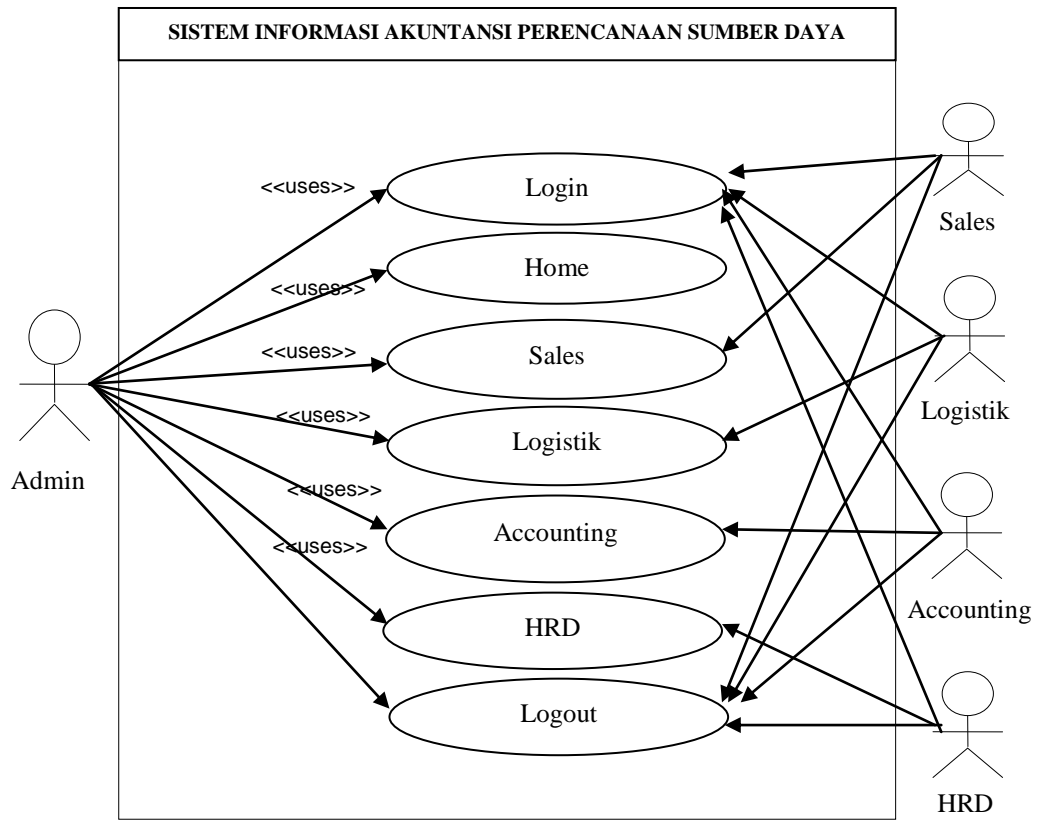 SISTEM INFORMASI AKUNTANSI PERENCANAAN SUMBER DAYA
<<uses>>
Login
Sales
Home
<<uses>>
<<uses>>
Sales
<<uses>>
Logistik
Logistik
Admin
<<uses>>
Accounting
<<uses>>
Accounting
HRD
Logout
HRD